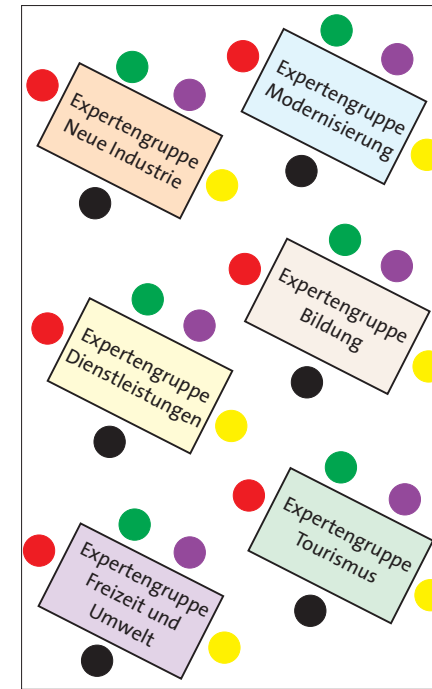 Expertengruppe
Neue Industrie
Expertengruppe
Modernisierung
Expertengruppe
Dienstleistungen
Expertengruppe
Bildung
Expertengruppe
Freizeit und
Umwelt
Expertengruppe
Tourismus